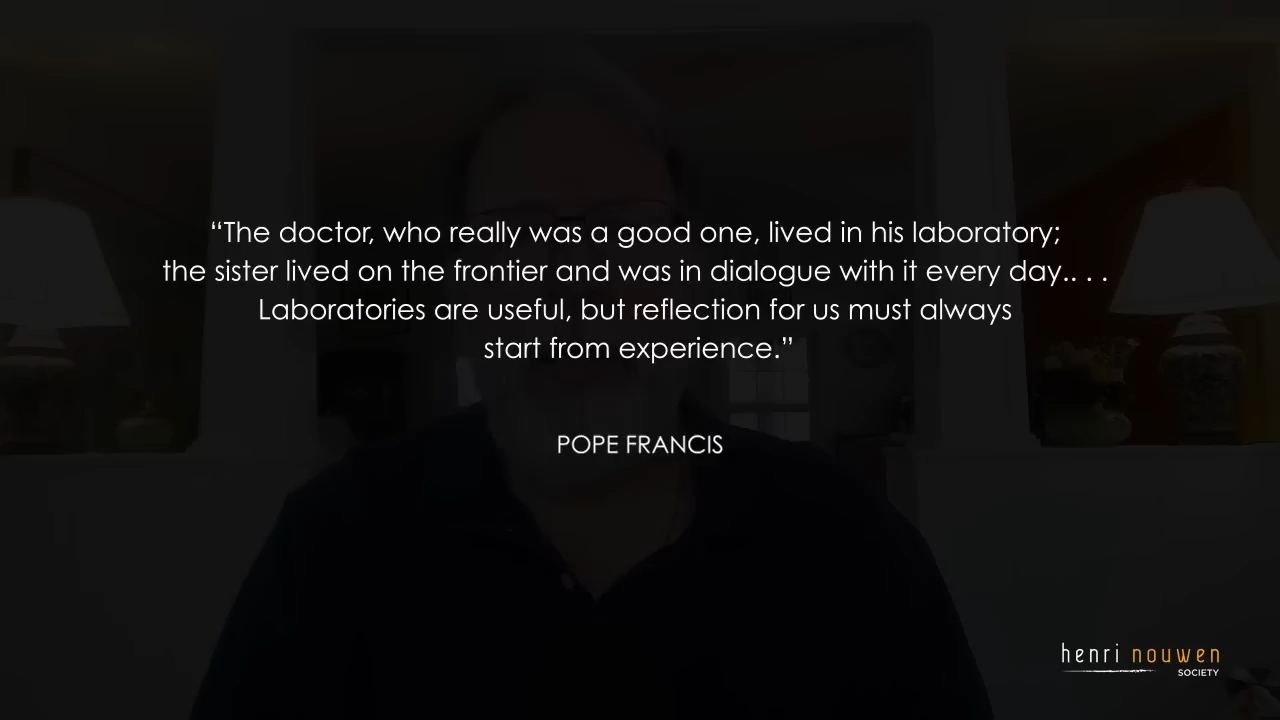 “The doctor, who really was a good one, lived in his laboratory;
the sister lived on the frontier and was in dialogue with it every day.. . .
Laboratories are useful, but reflection for us must always
start from experience.”
POPE FRANCIS
henri nouwen
SOCIETY